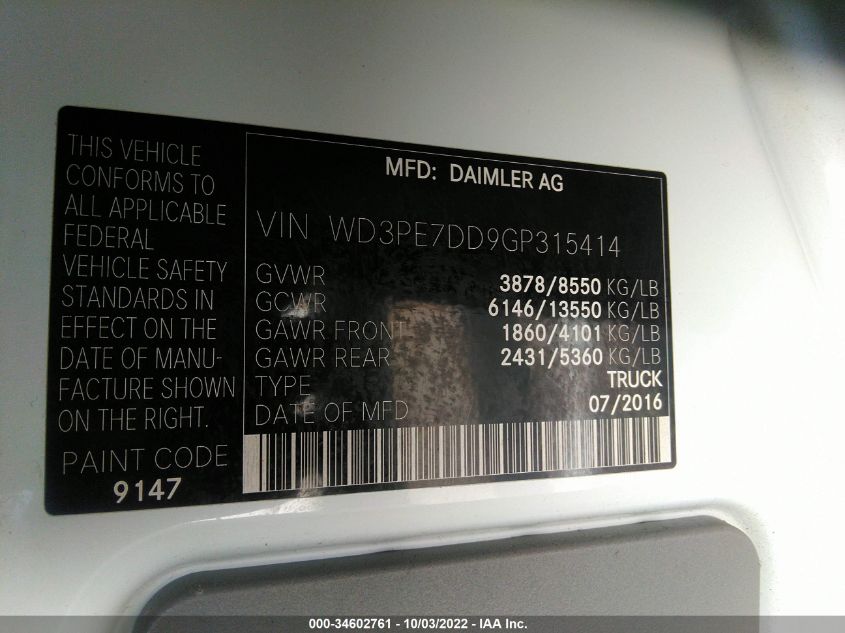 THIS VEHICLE
CONFORMS TO
ALL APPLICABLE
FEDERAL
VEHICLE SAFETY
STANDARDS IN
EFFECT ON THE
DATE OF MANU-
FACTURE SHOWN
ON THE RIGHT.
PAINT CODE
9147
MFD: DAIMLER AG
VIN WD3PE7DD9GP315414
GVWR 3878/8550 KG/LB
GCWR 6146/13550 KG/LB
GAWR FRONT 1860/4101 KG/LB
GAWR REAR 2431/5360 KG/LB
TYPE TRUCK
DATE OF MFD 07/2016
000-34602761 - 10/03/2022 - IAA Inc.